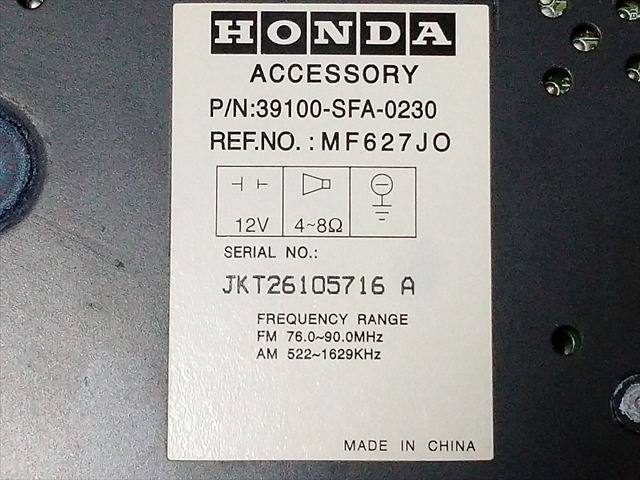 HONDA
ACCESSORY
P/N:39100-SFA-0230
REF.NO. : MF627JO
12V 4~8Ω
SERIAL NO.:
JKT26105716 A
FREQUENCY RANGE
FM 76.0~90.0MHz
AM 522~1629KHz
MADE IN CHINA